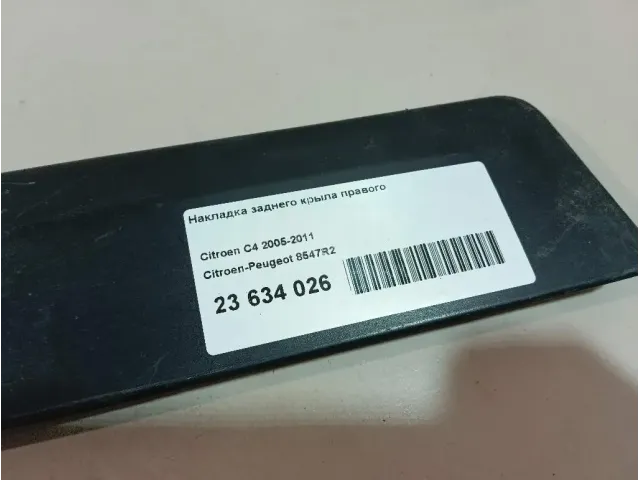 Накладка заднего крыла правого
Citroen C4 2005-2011
Citroen-Peugeot 8547R2
23 634 026